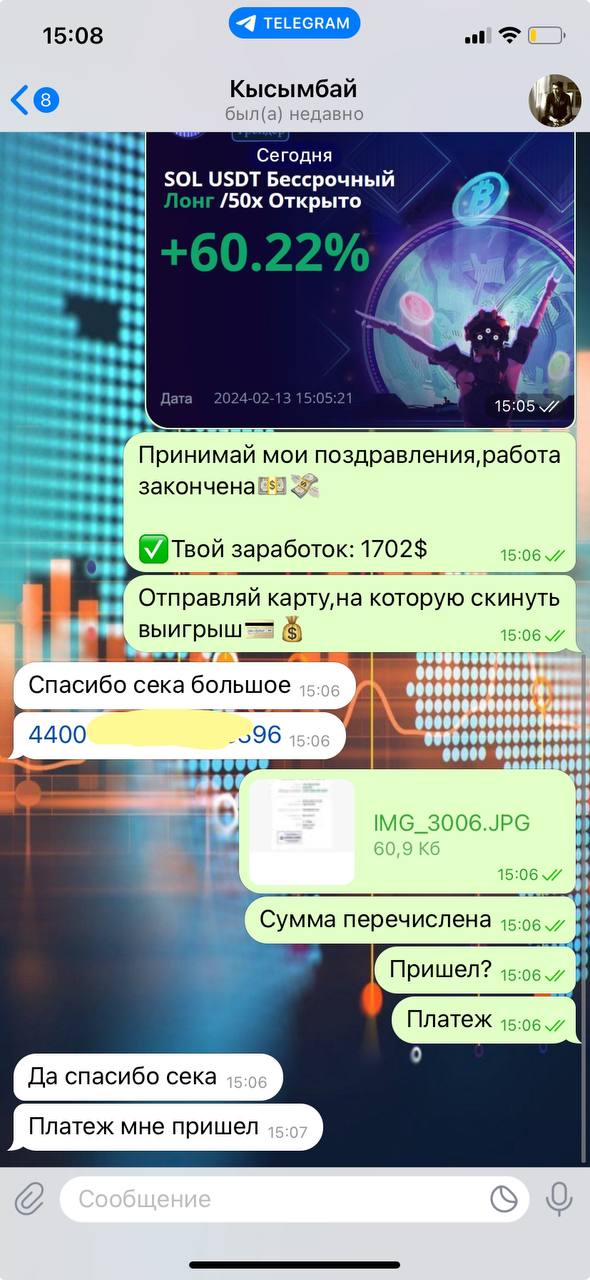 15:08
TELEGRAM
8
Кысымбай
был(а) недавно
Трейдер
Сегодня
SOL USDT Бессрочный
Лонг /50x Открыто
+60.22%
Дата 2024-02-13 15:05:21
15:05
Принимай мои поздравления,работа
закончена💵💸
✅Твой заработок: 1702$
15:06
Отправляй карту,на которую скинуть
выигрыш💳💰
15:06
Спасибо сека большое 15:06
4400 396 15:06
IMG_3006.JPG
60,9 Кб
15:06
Сумма перечислена 15:06
Пришел? 15:06
Платеж 15:06
Да спасибо сека 15:06
Платеж мне пришел 15:07
Сообщение